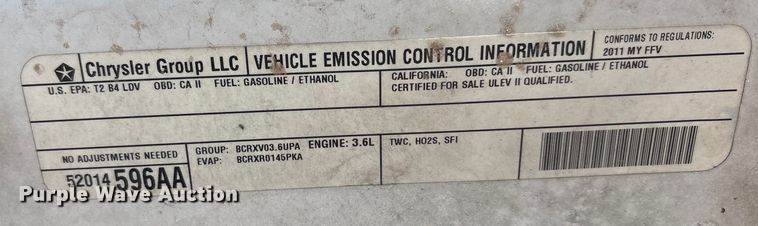 Chrysler Group LLC
VEHICLE EMISSION CONTROL INFORMATION
CONFORMS TO REGULATIONS:
2011 MY FFV
U.S. EPA: T2 B4 LDV OBD: CA II FUEL: GASOLINE / ETHANOL
CALIFORNIA: OBD: CA II FUEL: GASOLINE / ETHANOL
CERTIFIED FOR SALE ULEV II QUALIFIED.
NO ADJUSTMENTS NEEDED
52014 596AA
GROUP: BCRXV03.6UPA ENGINE: 3.6L
EVAP: BCRXR0145PKA
TWC, HO2S, SFI
Purple Wave Auction